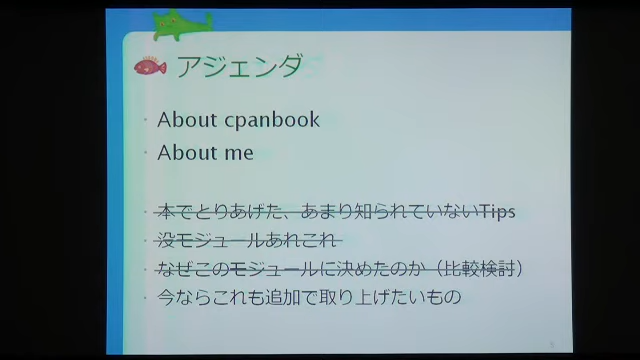 アジェンダ
About cpanbook
About me
本でとりあげた、あまり知られていないTips
没モジュールあれこれ
なぜこのモジュールに決めたのか（比較検討）
今ならこれも追加で取り上げたいもの